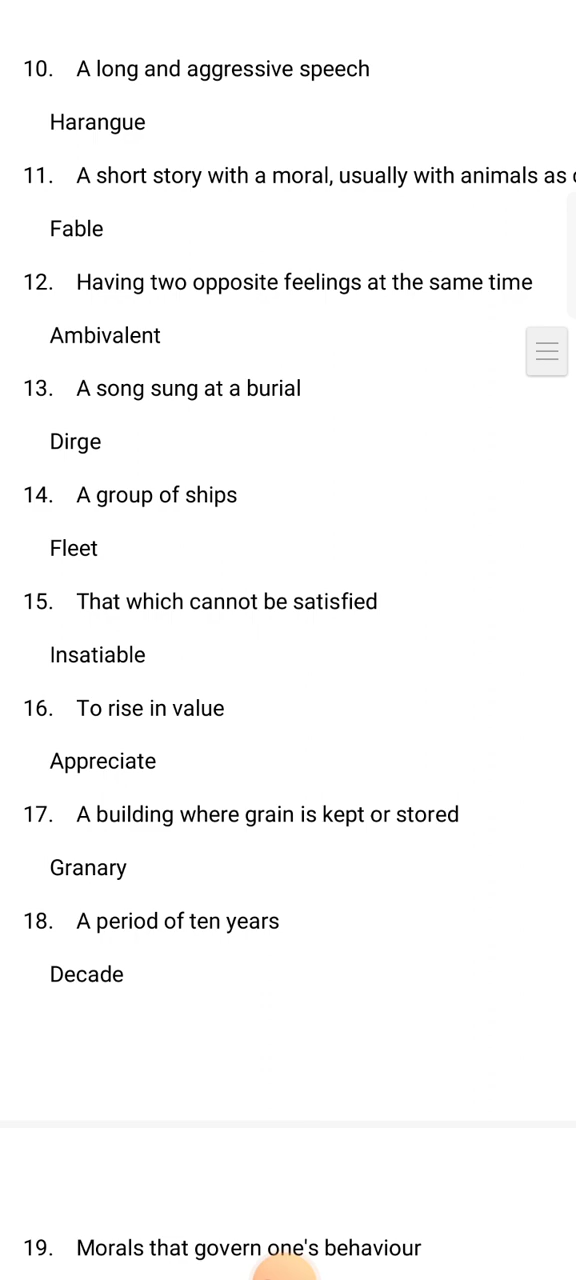 10. A long and aggressive speech
Harangue
11. A short story with a moral, usually with animals as
Fable
12. Having two opposite feelings at the same time
Ambivalent
13. A song sung at a burial
Dirge
14. A group of ships
Fleet
15. That which cannot be satisfied
Insatiable
16. To rise in value
Appreciate
17. A building where grain is kept or stored
Granary
18. A period of ten years
Decade
19. Morals that govern one's behaviour